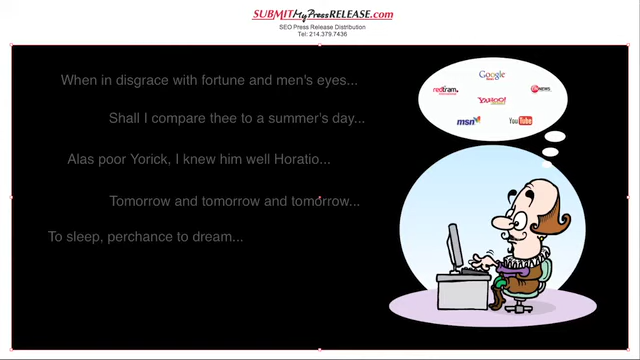 SUBMITMyPressRELEASE.com
SEO Press Release Distribution
Tel: 214.379.7436
When in disgrace with fortune and men's eyes...
Shall I compare thee to a summer's day...
Alas poor Yorick, I knew him well Horatio...
Tomorrow and tomorrow and tomorrow...
To sleep, perchance to dream...
Google
redtram
NEWS
YAHOO!
msn
YouTube